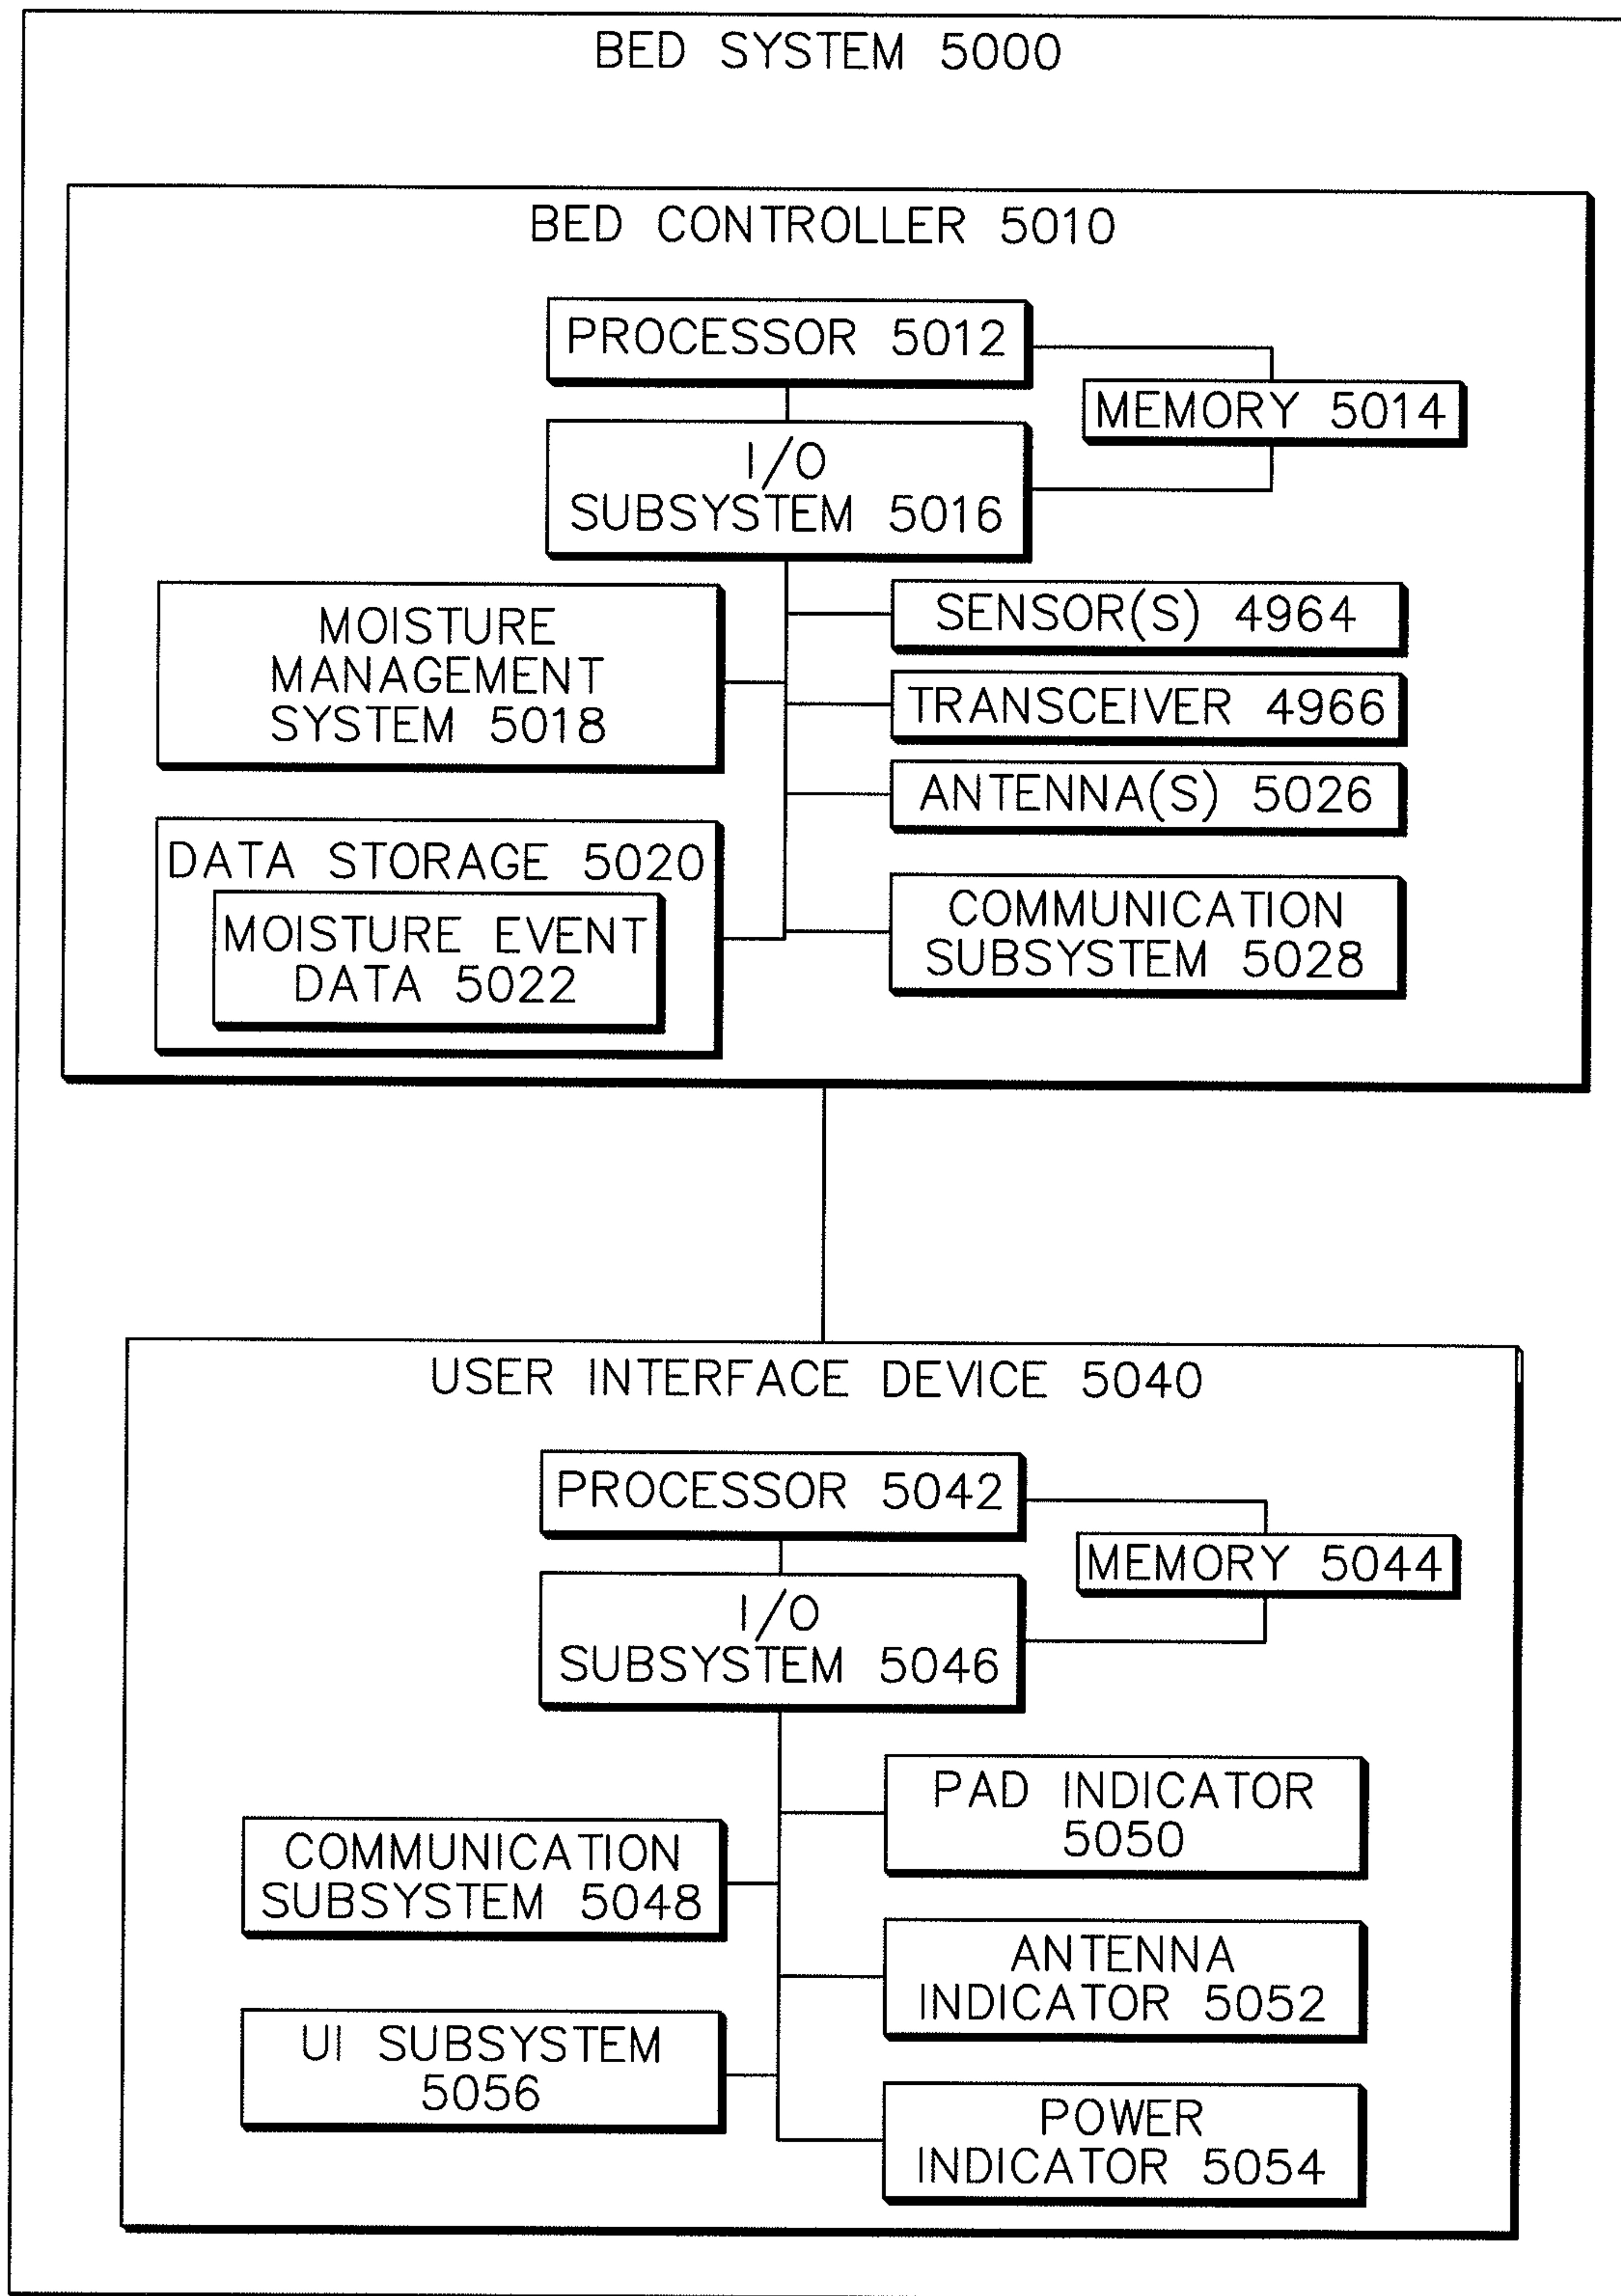 BED SYSTEM 5000
BED CONTROLLER 5010
PROCESSOR 5012
MEMORY 5014
I/O
SUBSYSTEM 5016
MOISTURE
MANAGEMENT
SYSTEM 5018
SENSOR(S) 4964
TRANSCEIVER 4966
ANTENNA(S) 5026
DATA STORAGE 5020
MOISTURE EVENT
DATA 5022
COMMUNICATION
SUBSYSTEM 5028
USER INTERFACE DEVICE 5040
PROCESSOR 5042
MEMORY 5044
I/O
SUBSYSTEM 5046
PAD INDICATOR
5050
COMMUNICATION
SUBSYSTEM 5048
ANTENNA
INDICATOR 5052
UI SUBSYSTEM
5056
POWER
INDICATOR 5054